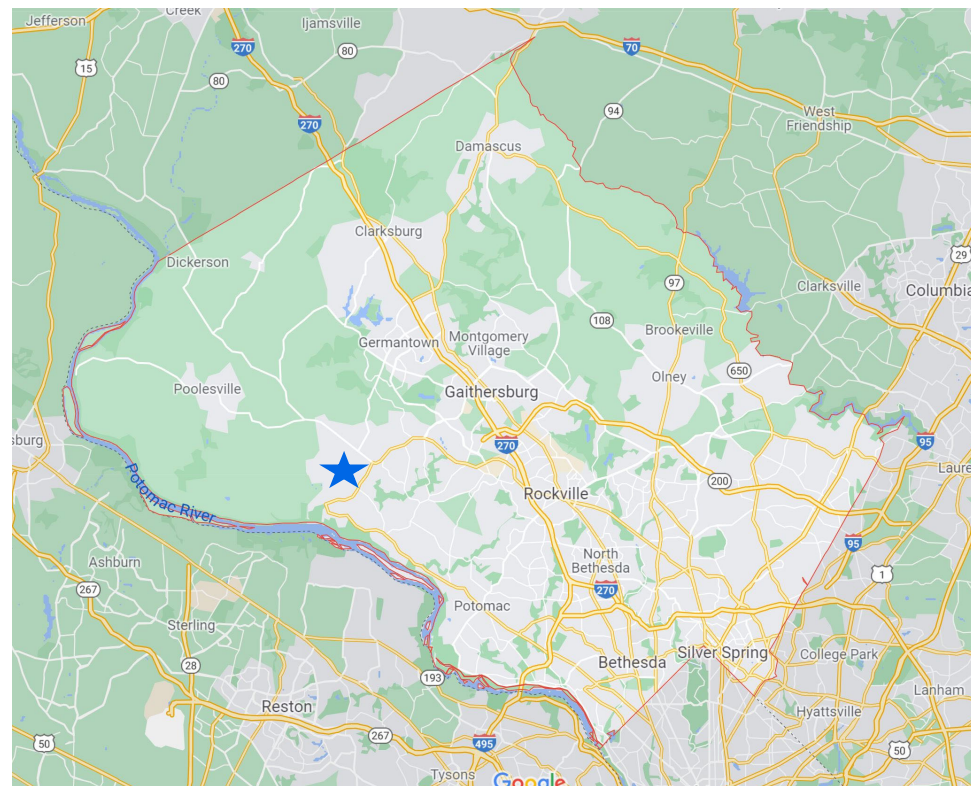 Jefferson
Creek
Ijamsville
270
80
70
15
80
94
West
Friendship
270
Damascus
Clarksburg
29
Dickerson
97
Clarksville
Columbia
108
Brookeville
Germantown
Montgomery
Village
650
Olney
Poolesville
Gaithersburg
sburg
270
95
Laure
200
Rockville
Potomac River
95
Ashburn
North
Bethesda
1
267
270
Potomac
Sterling
Silver Spring
College Park
28
Bethesda
193
Lanham
Reston
Hyattsville
50
267
495
50
Tysons
Google